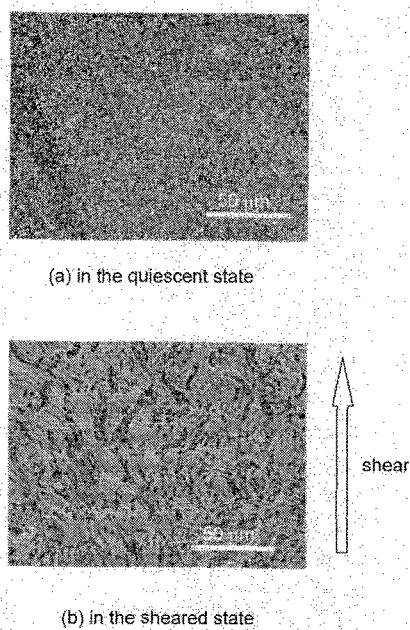 50 µm
(a) in the quiescent state
50 µm
shear
(b) in the sheared state